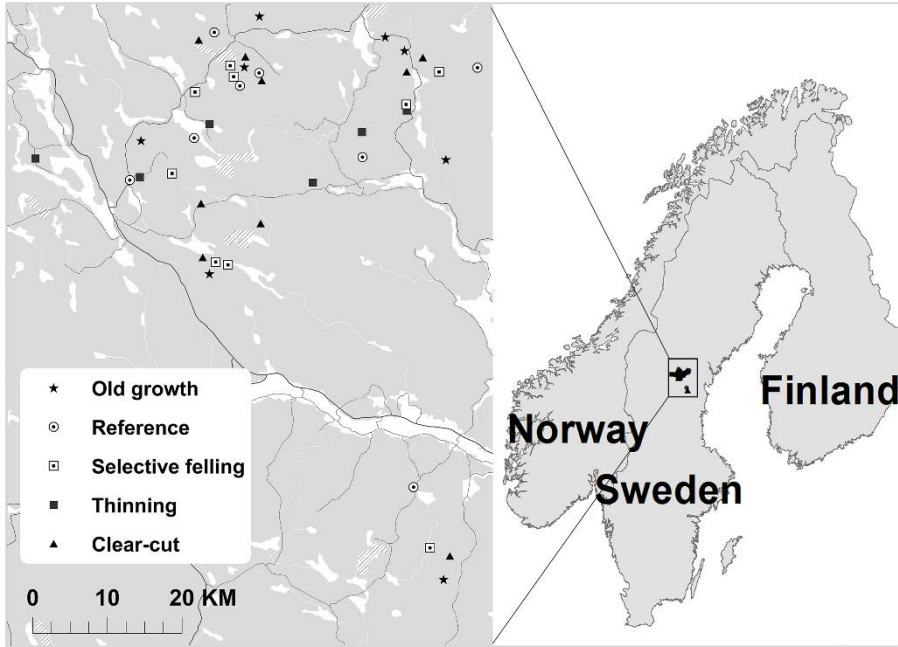 Old growth
Reference
Selective felling
Thinning
Clear-cut
0 10 20 KM
Norway
Sweden
Finland